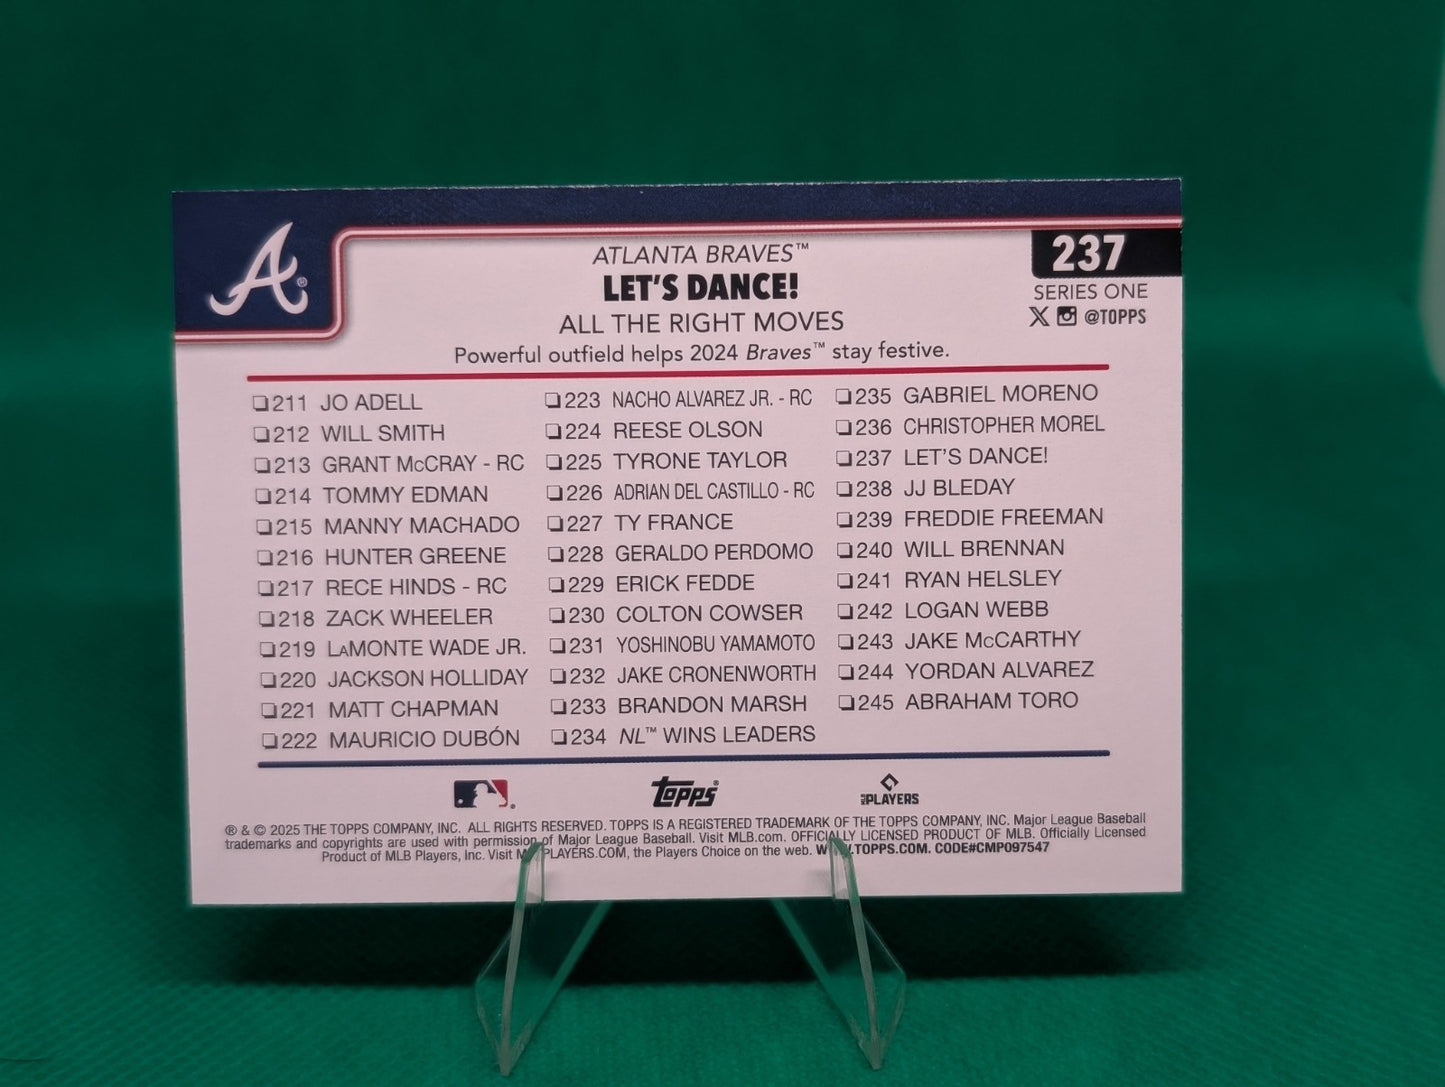 A
ATLANTA BRAVES™
LET'S DANCE!
ALL THE RIGHT MOVES
Powerful outfield helps 2024 Braves™ stay festive.
237
SERIES ONE
@TOPPS
❏211 JO ADELL
❏212 WILL SMITH
❏213 GRANT McCRAY - RC
❏214 TOMMY EDMAN
❏215 MANNY MACHADO
❏216 HUNTER GREENE
❏217 RECE HINDS - RC
❏218 ZACK WHEELER
❏219 LaMONTE WADE JR.
❏220 JACKSON HOLLIDAY
❏221 MATT CHAPMAN
❏222 MAURICIO DUBÓN
❏223 NACHO ALVAREZ JR. - RC
❏224 REESE OLSON
❏225 TYRONE TAYLOR
❏226 ADRIAN DEL CASTILLO - RC
❏227 TY FRANCE
❏228 GERALDO PERDOMO
❏229 ERICK FEDDE
❏230 COLTON COWSER
❏231 YOSHINOBU YAMAMOTO
❏232 JAKE CRONENWORTH
❏233 BRANDON MARSH
❏234 NL™ WINS LEADERS
❏235 GABRIEL MORENO
❏236 CHRISTOPHER MOREL
❏237 LET'S DANCE!
❏238 JJ BLEDAY
❏239 FREDDIE FREEMAN
❏240 WILL BRENNAN
❏241 RYAN HELSLEY
❏242 LOGAN WEBB
❏243 JAKE McCARTHY
❏244 YORDAN ALVAREZ
❏245 ABRAHAM TORO
TOPPS®
MLB PLAYERS
® & © 2025 THE TOPPS COMPANY, INC. ALL RIGHTS RESERVED. TOPPS IS A REGISTERED TRADEMARK OF THE TOPPS COMPANY, INC. Major League Baseball
trademarks and copyrights are used with permission of Major League Baseball. Visit MLB.com. OFFICIALLY LICENSED PRODUCT OF MLB. Officially Licensed
Product of MLB Players, Inc. Visit PLAYERS.COM, the Players Choice on the web. .TOPPS.COM. CODE#CMP097547